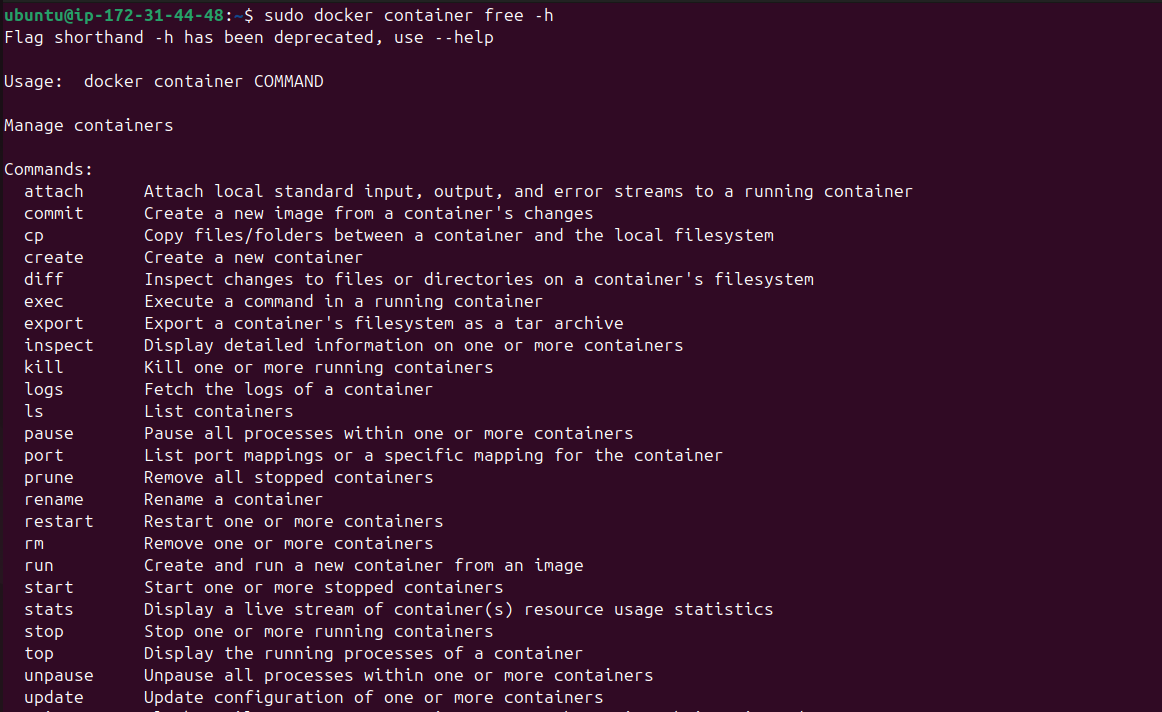 ubuntu@ip-172-31-44-48:~$ sudo docker container free -h
Flag shorthand -h has been deprecated, use --help
Usage:  docker container COMMAND
Manage containers
Commands:
  attach      Attach local standard input, output, and error streams to a running container
  commit      Create a new image from a container's changes
  cp          Copy files/folders between a container and the local filesystem
  create      Create a new container
  diff        Inspect changes to files or directories on a container's filesystem
  exec        Execute a command in a running container
  export      Export a container's filesystem as a tar archive
  inspect     Display detailed information on one or more containers
  kill        Kill one or more running containers
  logs        Fetch the logs of a container
  ls          List containers
  pause       Pause all processes within one or more containers
  port        List port mappings or a specific mapping for the container
  prune       Remove all stopped containers
  rename      Rename a container
  restart     Restart one or more containers
  rm          Remove one or more containers
  run         Create and run a new container from an image
  start       Start one or more stopped containers
  stats       Display a live stream of container(s) resource usage statistics
  stop        Stop one or more running containers
  top         Display the running processes of a container
  unpause     Unpause all processes within one or more containers
  update      Update configuration of one or more containers